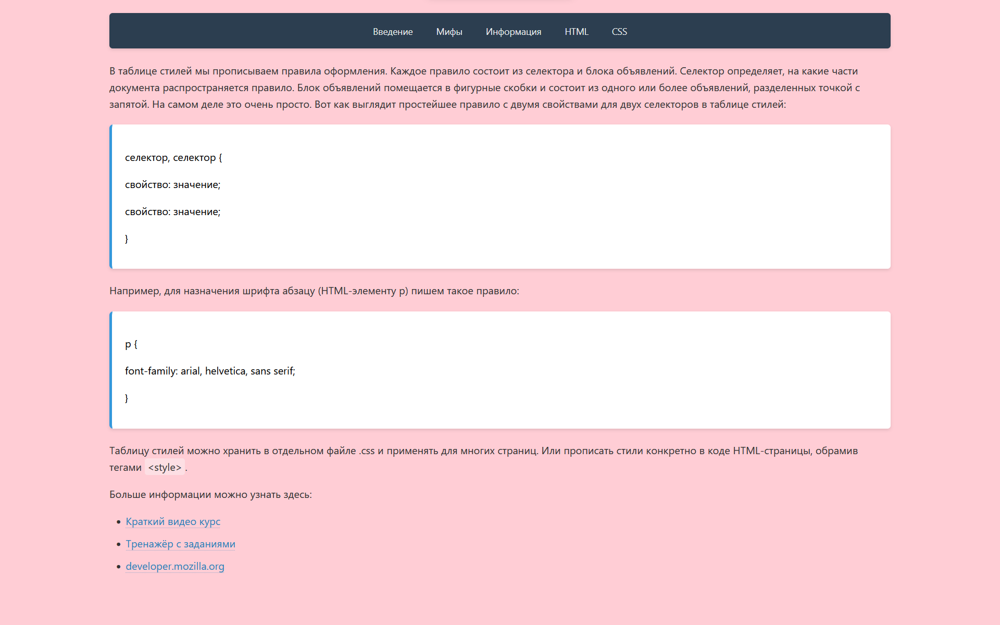 Введение Мифы Информация HTML CSS
В таблице стилей мы прописываем правила оформления. Каждое правило состоит из селектора и блока объявлений. Селектор определяет, на какие части
документа распространяется правило. Блок объявлений помещается в фигурные скобки и состоит из одного или более объявлений, разделенных точкой с
запятой. На самом деле это очень просто. Вот как выглядит простейшее правило с двумя свойствами для двух селекторов в таблице стилей:
селектор, селектор {
свойство: значение;
свойство: значение;
}
Например, для назначения шрифта абзацу (HTML-элементу p) пишем такое правило:
p {
font-family: arial, helvetica, sans serif;
}
Таблицу стилей можно хранить в отдельном файле .css и применять для многих страниц. Или прописать стили конкретно в коде HTML-страницы, обрамив
тегами <style>.
Больше информации можно узнать здесь:
• Краткий видео курс
• Тренажёр с заданиями
• developer.mozilla.org